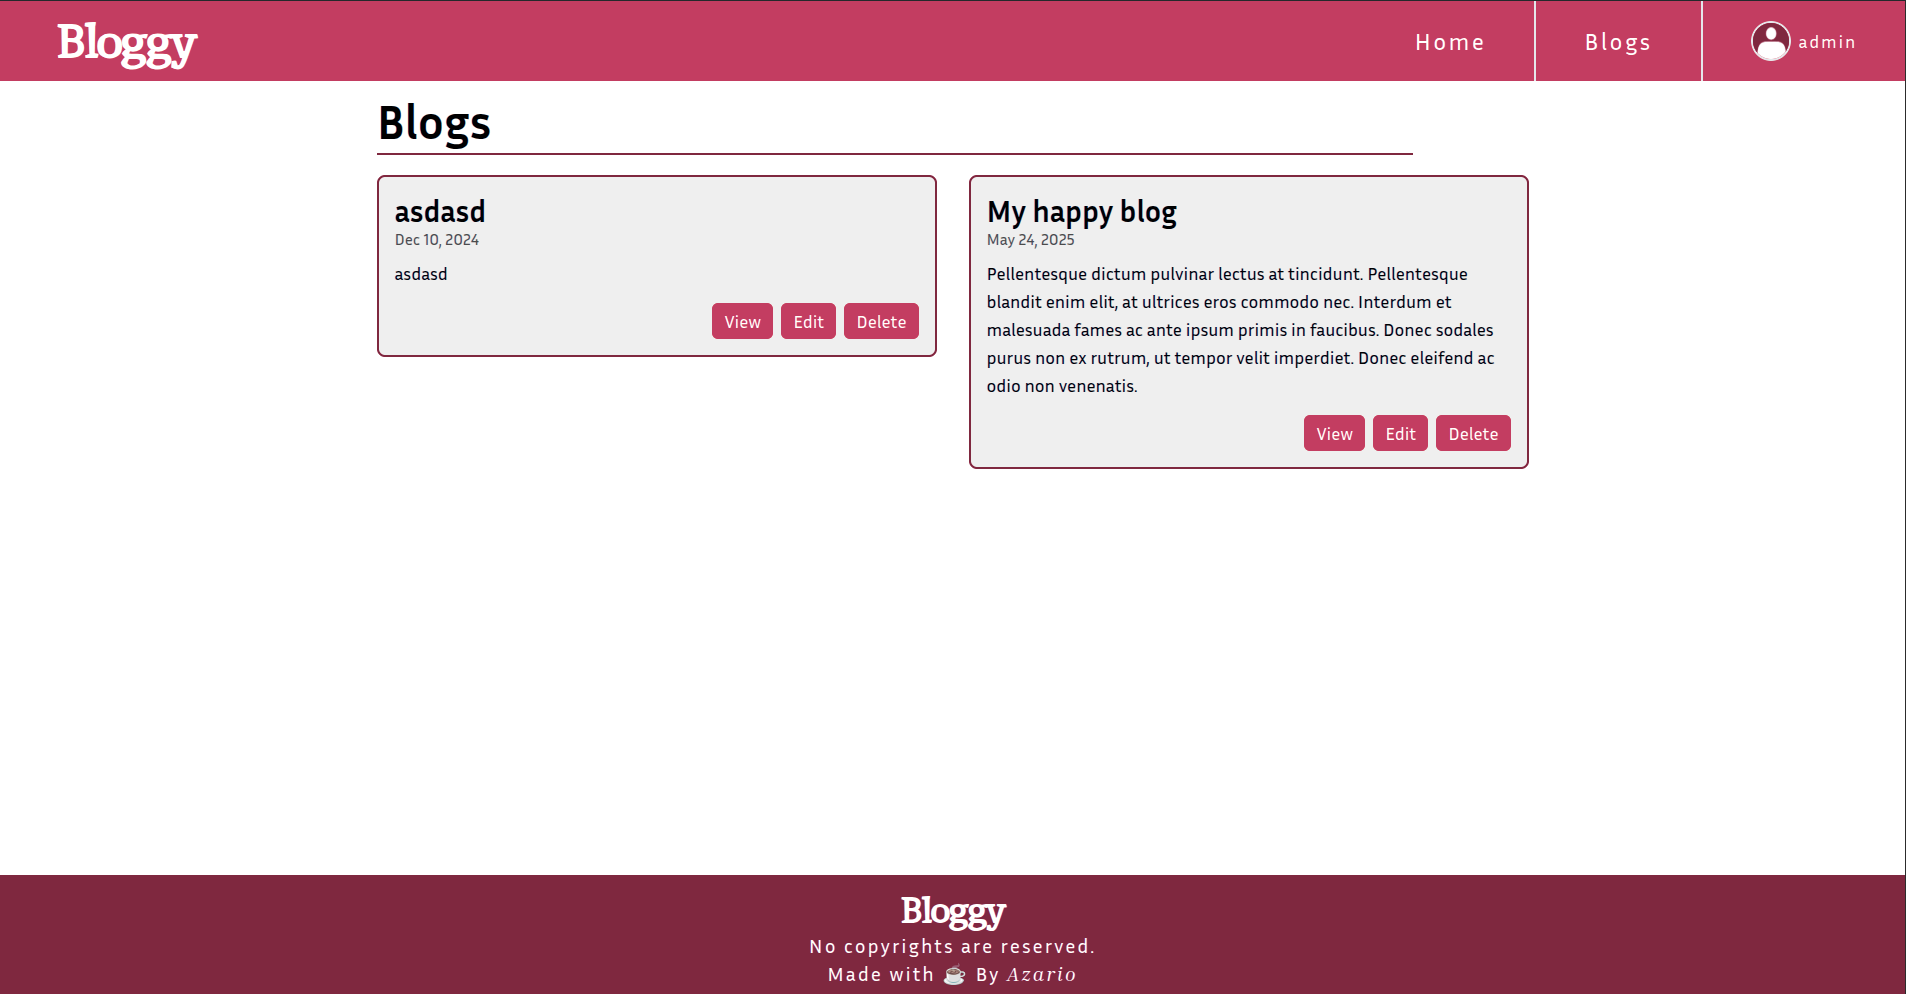 Bloggy
Home
Blogs
admin
Blogs
asdasd
Dec 10, 2024
asdasd
View
Edit
Delete
My happy blog
May 24, 2025
Pellentesque dictum pulvinar lectus at tincidunt. Pellentesque
blandit enim elit, at ultrices eros commodo nec. Interdum et
malesuada fames ac ante ipsum primis in faucibus. Donec sodales
purus non ex rutrum, ut tempor velit imperdiet. Donec eleifend ac
odio non venenatis.
View
Edit
Delete
Bloggy
No copyrights are reserved.
Made with ☕ By Azario